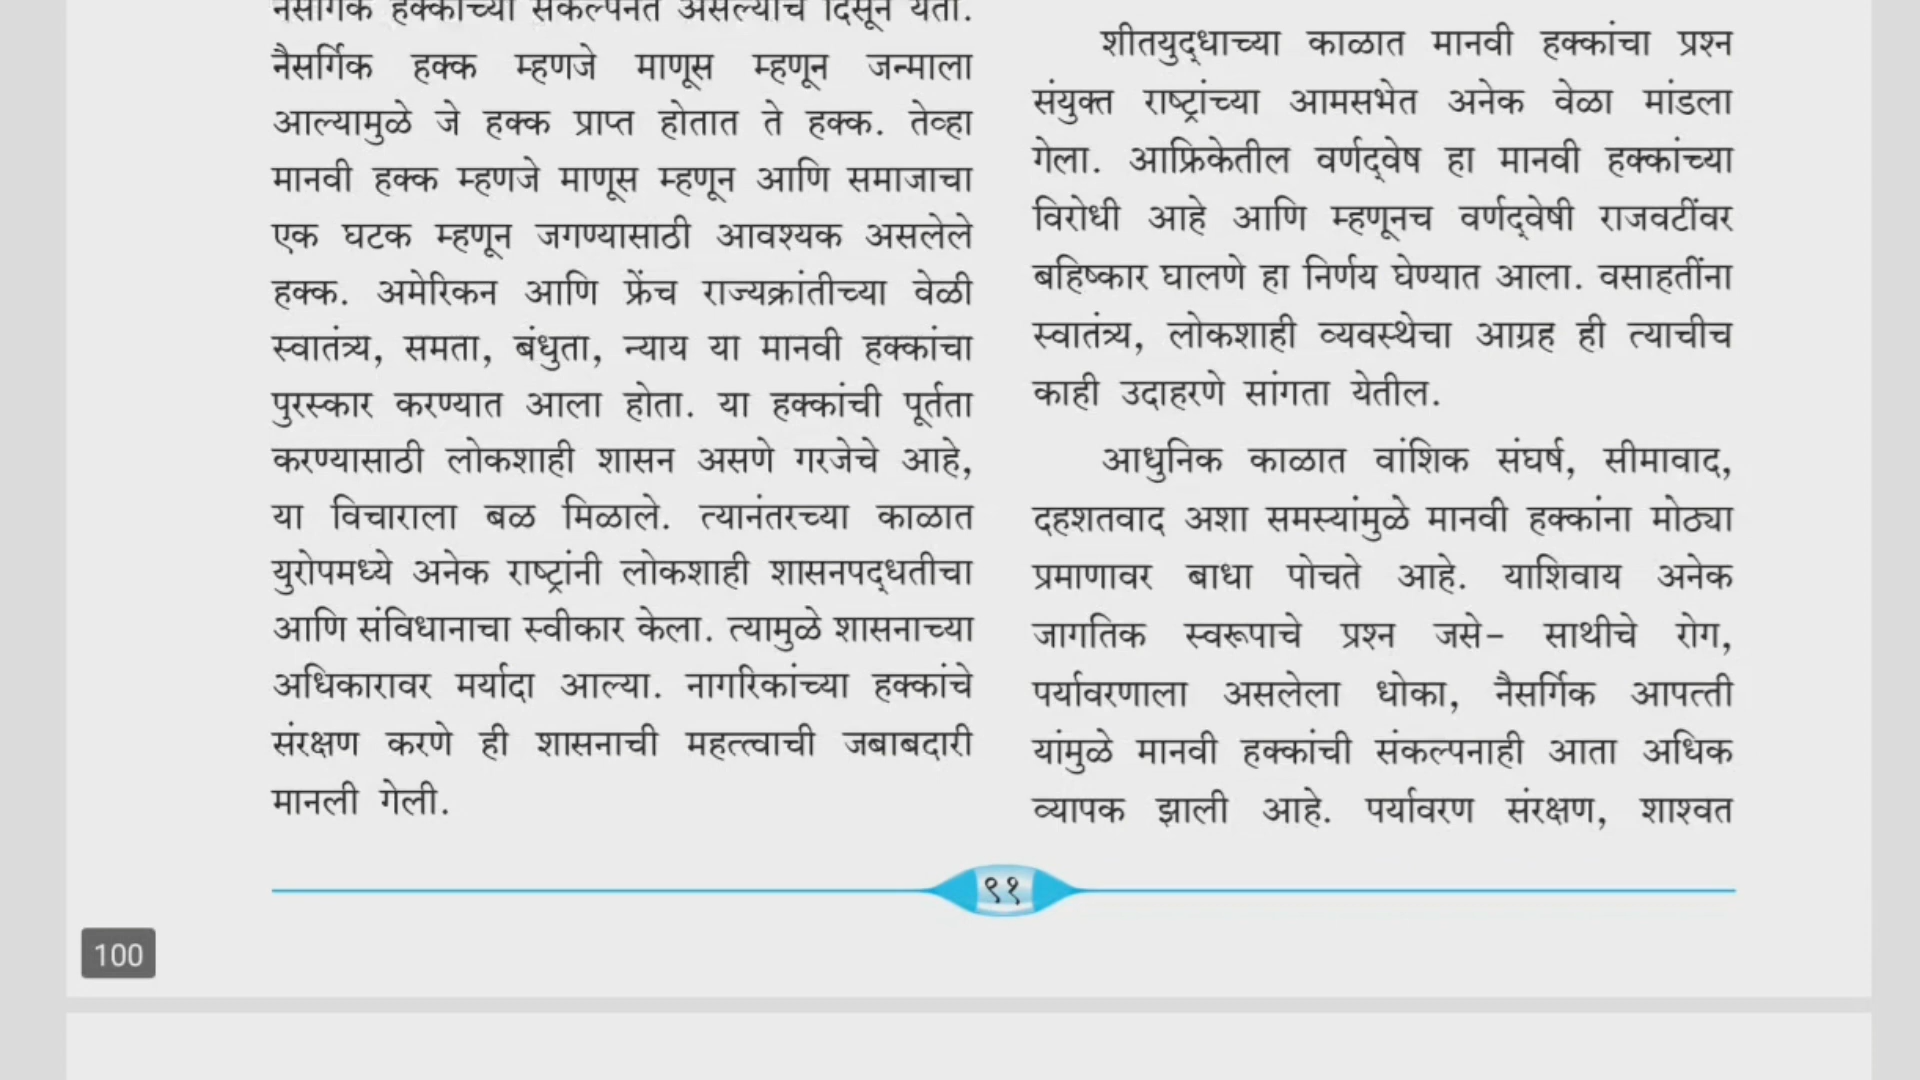 नैसर्गिक हक्कांच्या संकल्पनेत असल्याचे दिसून येतो.
नैसर्गिक हक्क म्हणजे माणूस म्हणून जन्माला
आल्यामुळे जे हक्क प्राप्त होतात ते हक्क. तेव्हा
मानवी हक्क म्हणजे माणूस म्हणून आणि समाजाचा
एक घटक म्हणून जगण्यासाठी आवश्यक असलेले
हक्क. अमेरिकन आणि फ्रेंच राज्यक्रांतीच्या वेळी
स्वातंत्र्य, समता, बंधुता, न्याय या मानवी हक्कांचा
पुरस्कार करण्यात आला होता. या हक्कांची पूर्तता
करण्यासाठी लोकशाही शासन असणे गरजेचे आहे,
या विचाराला बळ मिळाले. त्यानंतरच्या काळात
युरोपमध्ये अनेक राष्ट्रांनी लोकशाही शासनपद्धतीचा
आणि संविधानाचा स्वीकार केला. त्यामुळे शासनाच्या
अधिकारावर मर्यादा आल्या. नागरिकांच्या हक्कांचे
संरक्षण करणे ही शासनाची महत्त्वाची जबाबदारी
मानली गेली.
शीतयुद्धाच्या काळात मानवी हक्कांचा प्रश्न
संयुक्त राष्ट्रांच्या आमसभेत अनेक वेळा मांडला
गेला. आफ्रिकेतील वर्णद्वेष हा मानवी हक्कांच्या
विरोधी आहे आणि म्हणूनच वर्णद्वेषी राजवटींवर
बहिष्कार घालणे हा निर्णय घेण्यात आला. वसाहतींना
स्वातंत्र्य, लोकशाही व्यवस्थेचा आग्रह ही त्याचीच
काही उदाहरणे सांगता येतील.
आधुनिक काळात वांशिक संघर्ष, सीमावाद,
दहशतवाद अशा समस्यांमुळे मानवी हक्कांना मोठ्या
प्रमाणावर बाधा पोचते आहे. याशिवाय अनेक
जागतिक स्वरूपाचे प्रश्न जसे- साथीचे रोग,
पर्यावरणाला असलेला धोका, नैसर्गिक आपत्ती
यांमुळे मानवी हक्कांची संकल्पनाही आता अधिक
व्यापक झाली आहे. पर्यावरण संरक्षण, शाश्वत
९१
100